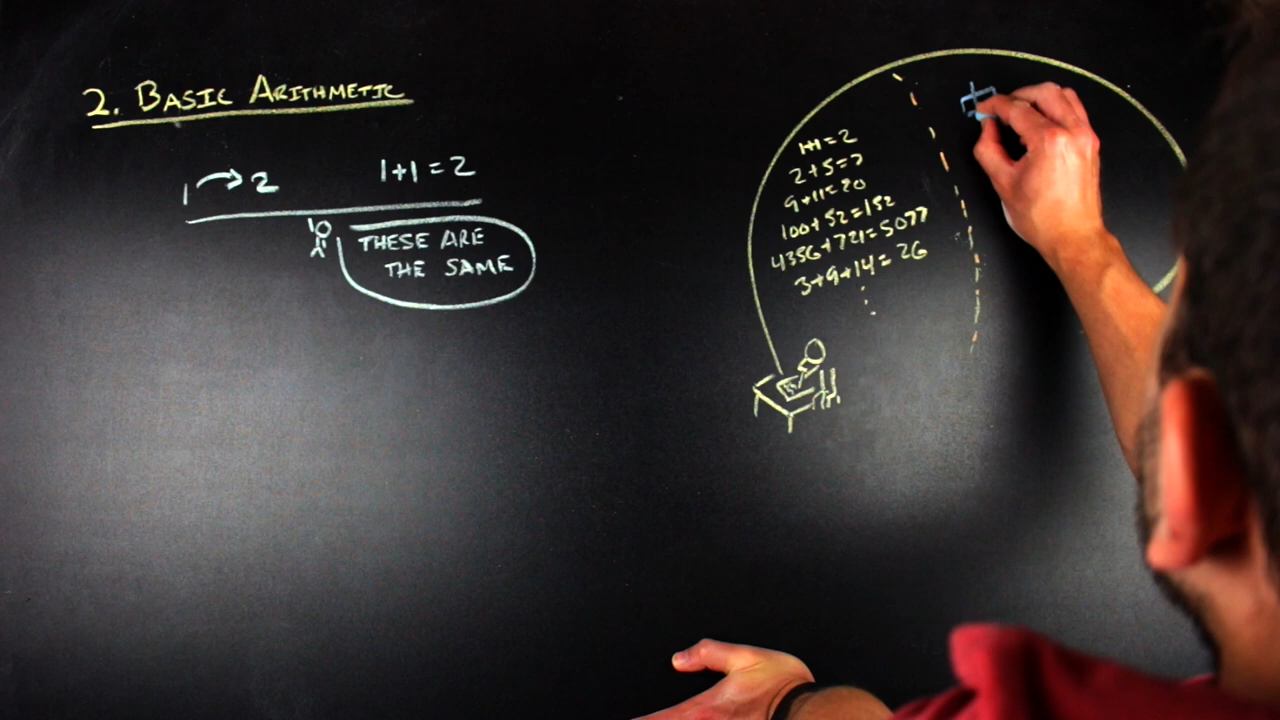 2. BASIC ARITHMETIC
1 → 2
1+1=2
THESE ARE
THE SAME
1+1=2
2+5=7
9+11=20
100+52=152
4356+721=5077
3+9+14=26